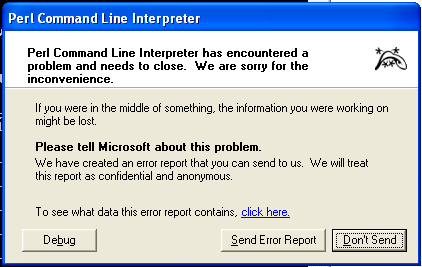 Perl Command Line Interpreter
Perl Command Line Interpreter has encountered a
problem and needs to close.  We are sorry for the
inconvenience.
If you were in the middle of something, the information you were working on
might be lost.
Please tell Microsoft about this problem.
We have created an error report that you can send to us.  We will treat
this report as confidential and anonymous.
To see what data this error report contains, click here.
Debug
Send Error Report
Don't Send